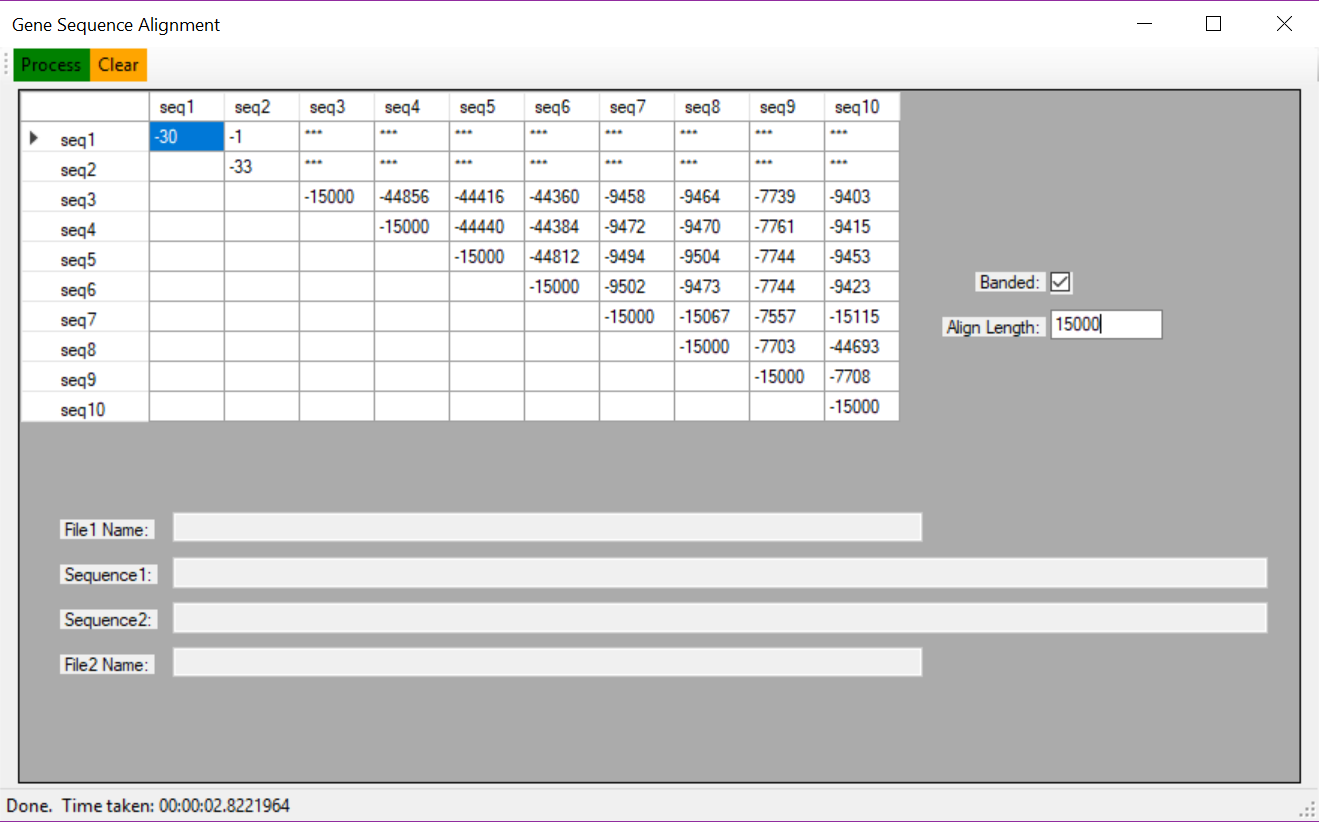 Gene Sequence Alignment
Process Clear
seq1 seq2 seq3 seq4 seq5 seq6 seq7 seq8 seq9 seq10
seq1 -30 -1 *** *** *** *** *** *** *** ***
seq2 -33 *** *** *** *** *** *** *** ***
seq3 -15000 -44856 -44416 -44360 -9458 -9464 -7739 -9403
seq4 -15000 -44440 -44384 -9472 -9470 -7761 -9415
seq5 -15000 -44812 -9494 -9504 -7744 -9453
seq6 -15000 -9502 -9473 -7744 -9423
seq7 -15000 -15067 -7557 -15115
seq8 -15000 -7703 -44693
seq9 -15000 -7708
seq10 -15000
Banded:
Align Length: 15000
File1 Name:
Sequence1:
Sequence2:
File2 Name:
Done. Time taken: 00:00:02.8221964